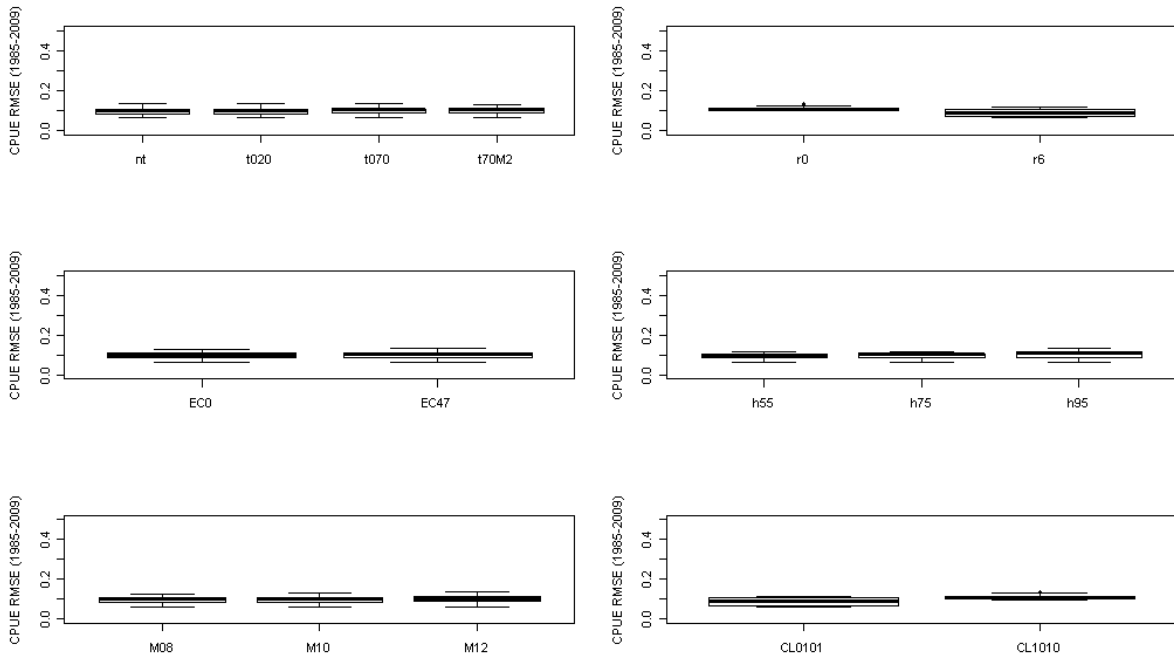 CPUE RMSE (1985-2009)
0.0 0.2 0.4
nt t020 t070 t70M2
CPUE RMSE (1985-2009)
0.0 0.2 0.4
r0 r6
CPUE RMSE (1985-2009)
0.0 0.2 0.4
EC0 EC47
CPUE RMSE (1985-2009)
0.0 0.2 0.4
h55 h75 h95
CPUE RMSE (1985-2009)
0.0 0.2 0.4
M08 M10 M12
CPUE RMSE (1985-2009)
0.0 0.2 0.4
CL0101 CL1010